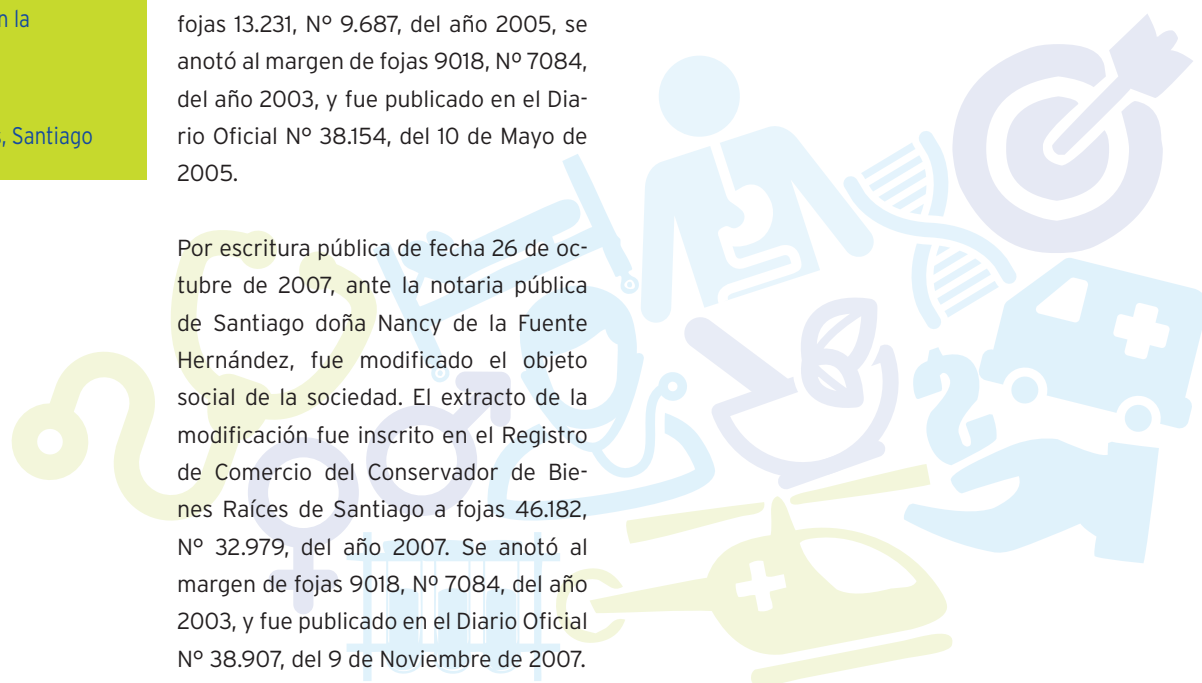 n la
, Santiago
fojas 13.231, N° 9.687, del año 2005, se
anotó al margen de fojas 9018, Nº 7084,
del año 2003, y fue publicado en el Dia-
rio Oficial N° 38.154, del 10 de Mayo de
2005.
Por escritura pública de fecha 26 de oc-
tubre de 2007, ante la notaria pública
de Santiago doña Nancy de la Fuente
Hernández, fue modificado el objeto
social de la sociedad. El extracto de la
modificación fue inscrito en el Registro
de Comercio del Conservador de Bie-
nes Raíces de Santiago a fojas 46.182,
N° 32.979, del año 2007. Se anotó al
margen de fojas 9018, Nº 7084, del año
2003, y fue publicado en el Diario Oficial
N° 38.907, del 9 de Noviembre de 2007.